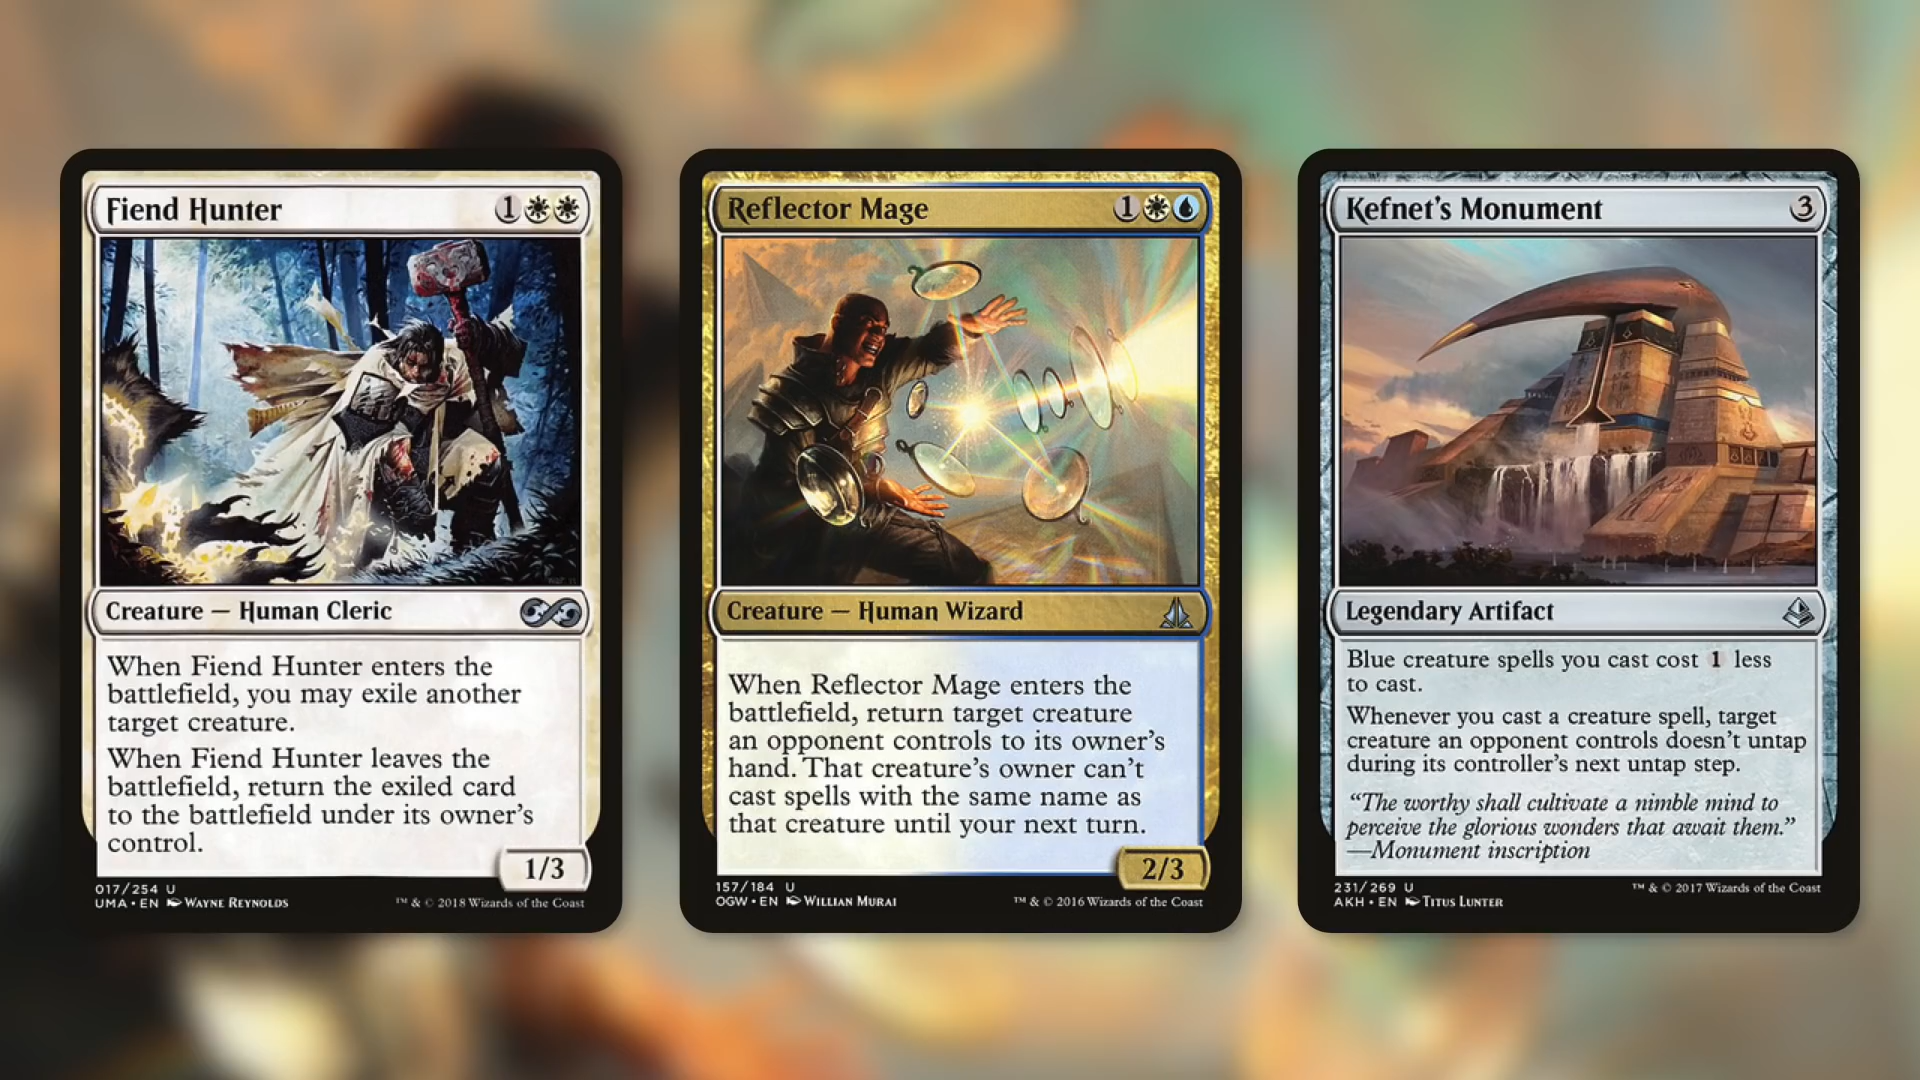 Fiend Hunter 1
Creature — Human Cleric
When Fiend Hunter enters the
battlefield, you may exile another
target creature.
When Fiend Hunter leaves the
battlefield, return the exiled card
to the battlefield under its owner's
control.
1/3
017/254 U
UMA • EN Wayne Reynolds
™ & © 2018 Wizards of the Coast
Reflector Mage 1
Creature — Human Wizard
When Reflector Mage enters the
battlefield, return target creature
an opponent controls to its owner's
hand. That creature's owner can't
cast spells with the same name as
that creature until your next turn.
2/3
157/184 U
OGW • EN Willian Murai
™ & © 2016 Wizards of the Coast
Kefnet's Monument 3
Legendary Artifact
Blue creature spells you cast cost 1 less
to cast.
Whenever you cast a creature spell, target
creature an opponent controls doesn't untap
during its controller's next untap step.
"The worthy shall cultivate a nimble mind to
perceive the glorious wonders that await them."
—Monument inscription
231/269 U
AKH • EN Titus Lunter
™ & © 2017 Wizards of the Coast